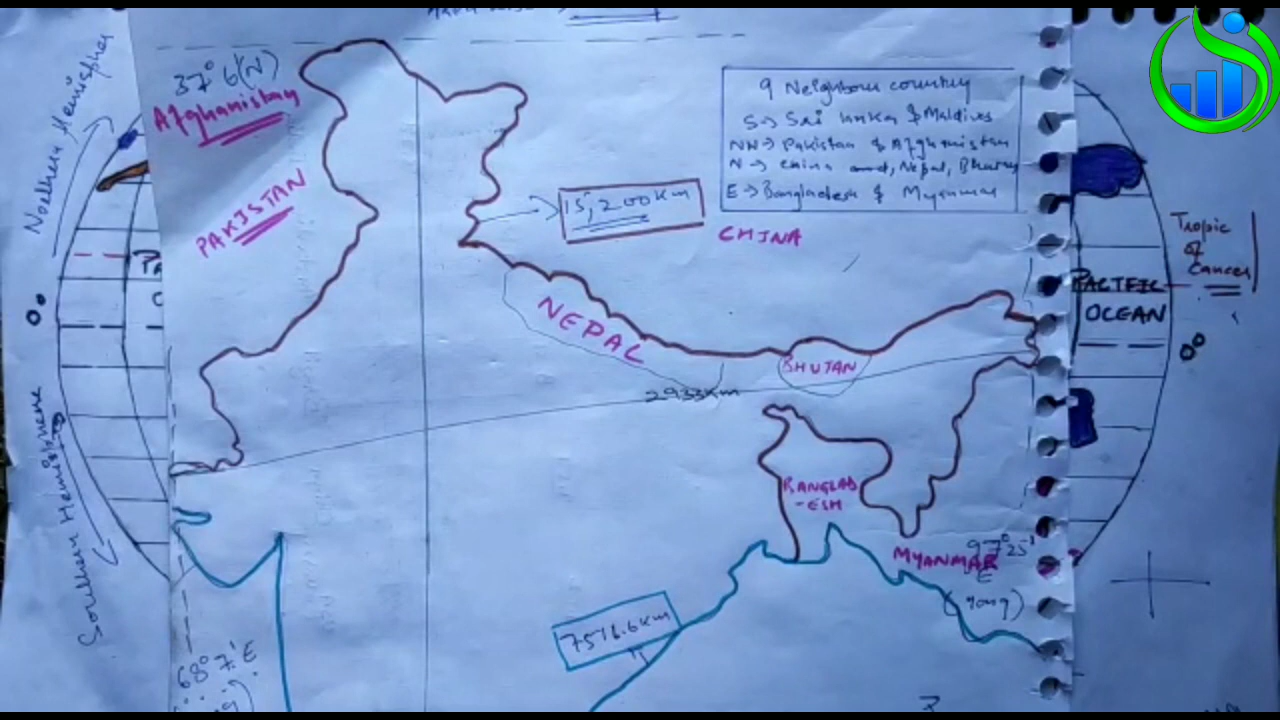 37° 6'(N)
Afghanistan
PAKISTAN
9 Neighbour country
S→ Sri lanka & Maldives
NW→ Pakistan & Afghanistan
N→ China and, Nepal, Bhutan
E→ Bangladesh & Myanmar
15,200km
CHINA
NEPAL
BHUTAN
2933km
BANGLAD
-ESH
MYANMAR
97°25'
E
(long)
7516.6km
68°7'E
Northern Hemisphere
0°
Southern Hemisphere
Tropic
of
Cancer
PACIFIC
OCEAN
0°